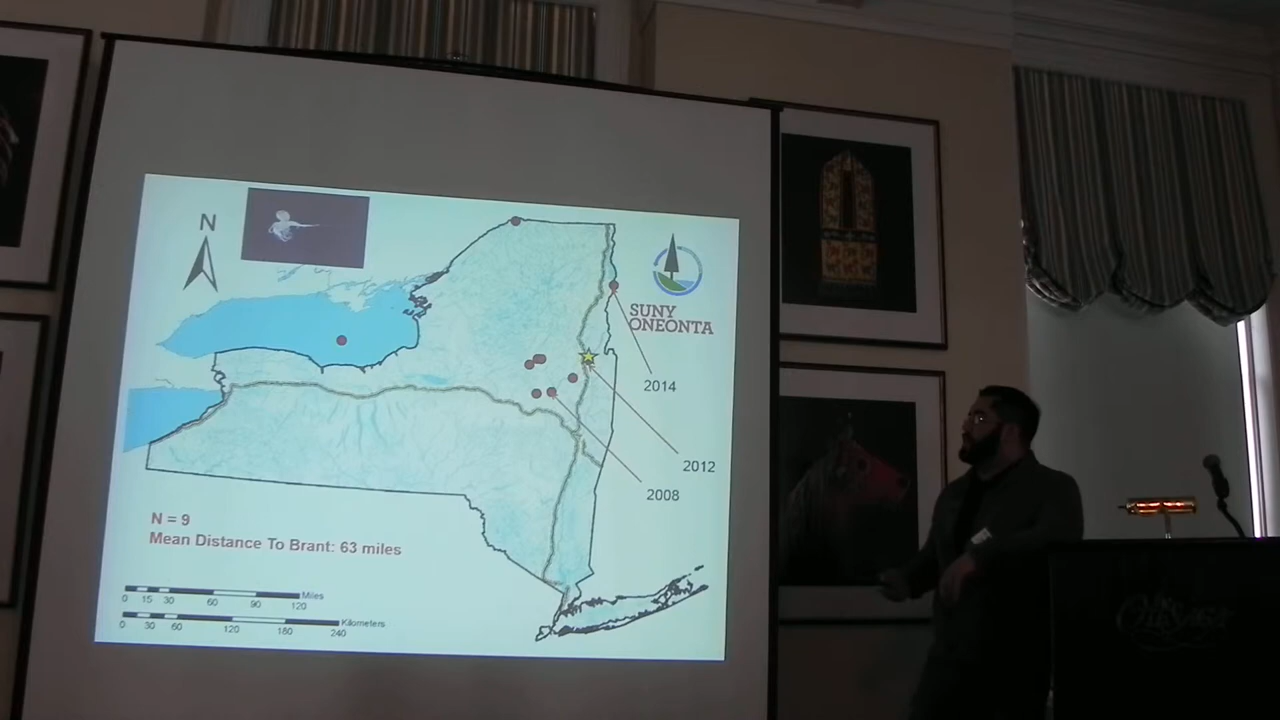 N
SUNY
ONEONTA
2014
2012
2008
N = 9
Mean Distance To Brant: 63 miles
0 15 30 60 90 120 Miles
0 30 60 120 180 240 Kilometers